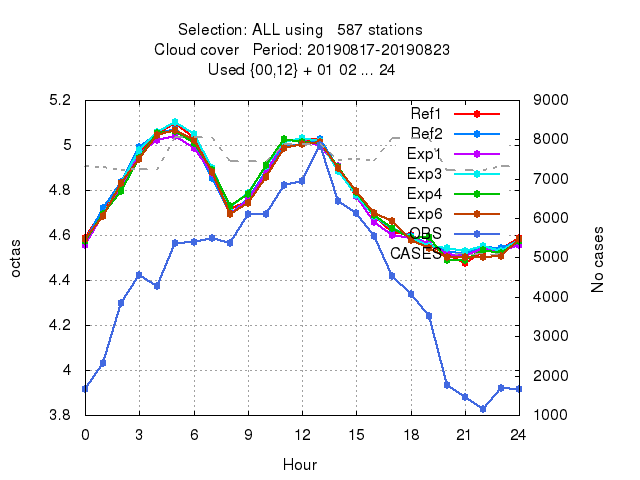 Selection: ALL using   587 stations
Cloud cover   Period: 20190817-20190823
Used {00,12} + 01 02 ... 24
5.2
5
4.8
4.6
4.4
4.2
4
3.8
octas
9000
8000
7000
6000
5000
4000
3000
2000
1000
No cases
Ref1
Ref2
Exp1
Exp3
Exp4
Exp6
OBS
CASES
0 3 6 9 12 15 18 21 24
Hour